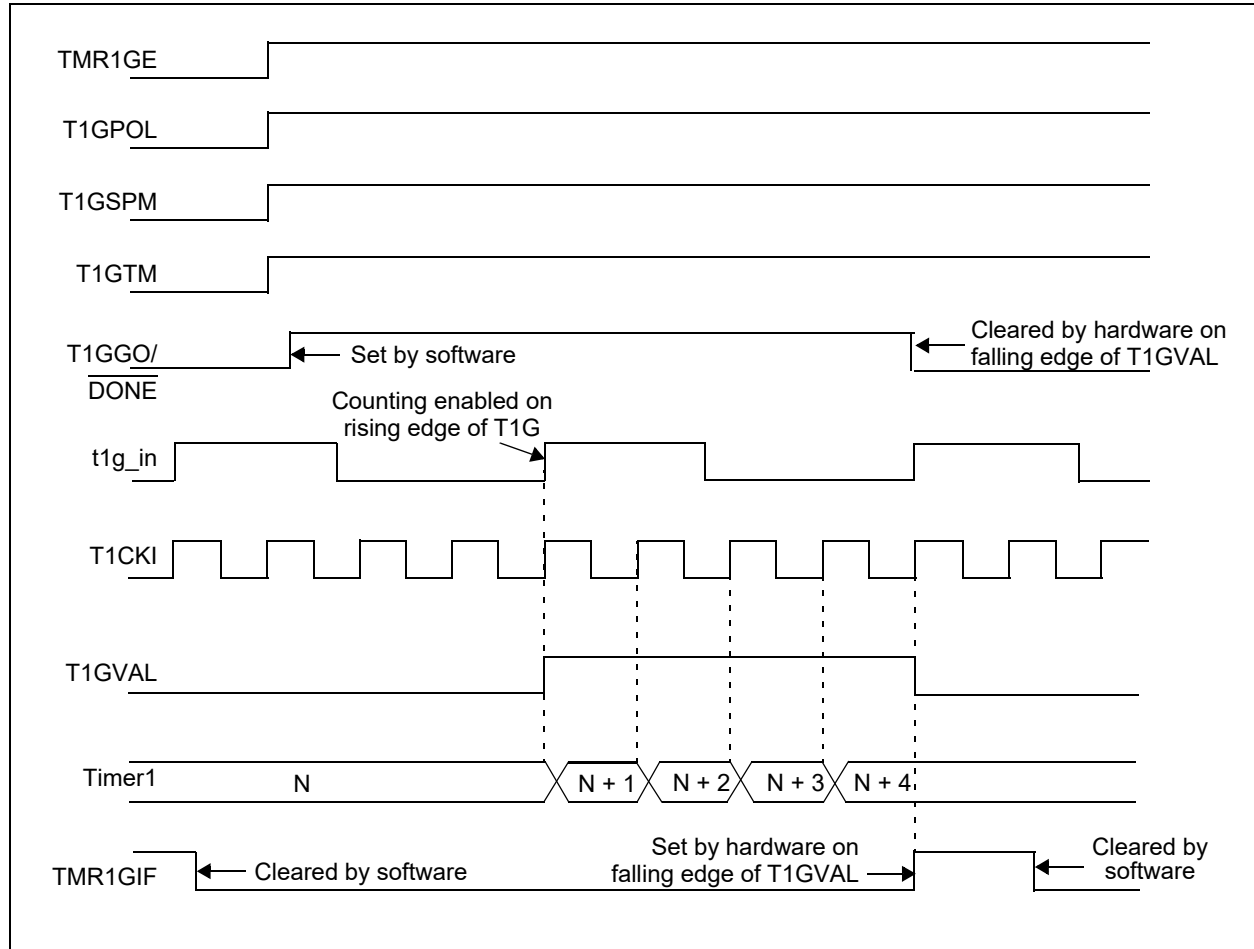 TMR1GE
T1GPOL
T1GSPM
T1GTM
T1GGO/
DONE
Set by software
Cleared by hardware on
falling edge of T1GVAL
Counting enabled on
rising edge of T1G
t1g_in
T1CKI
T1GVAL
Timer1
N
N + 1
N + 2
N + 3
N + 4
TMR1GIF
Cleared by software
Set by hardware on
falling edge of T1GVAL
Cleared by
software